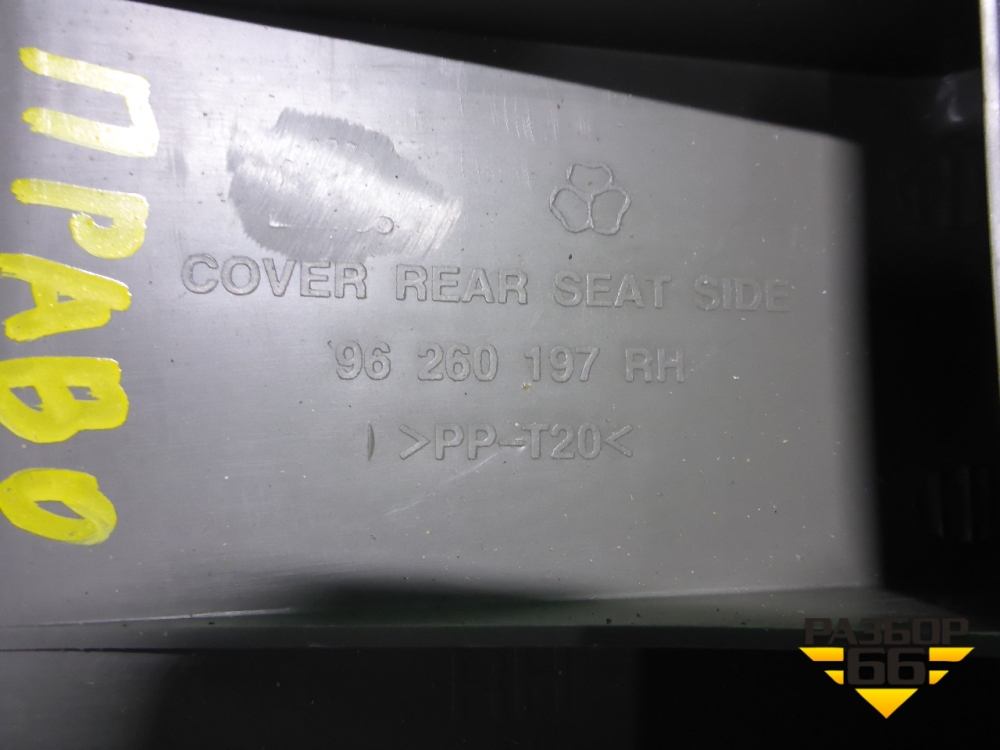 ПРАВО
COVER REAR SEAT SIDE
96 260 197 RH
>PP-T20<
РАЗБОР
66